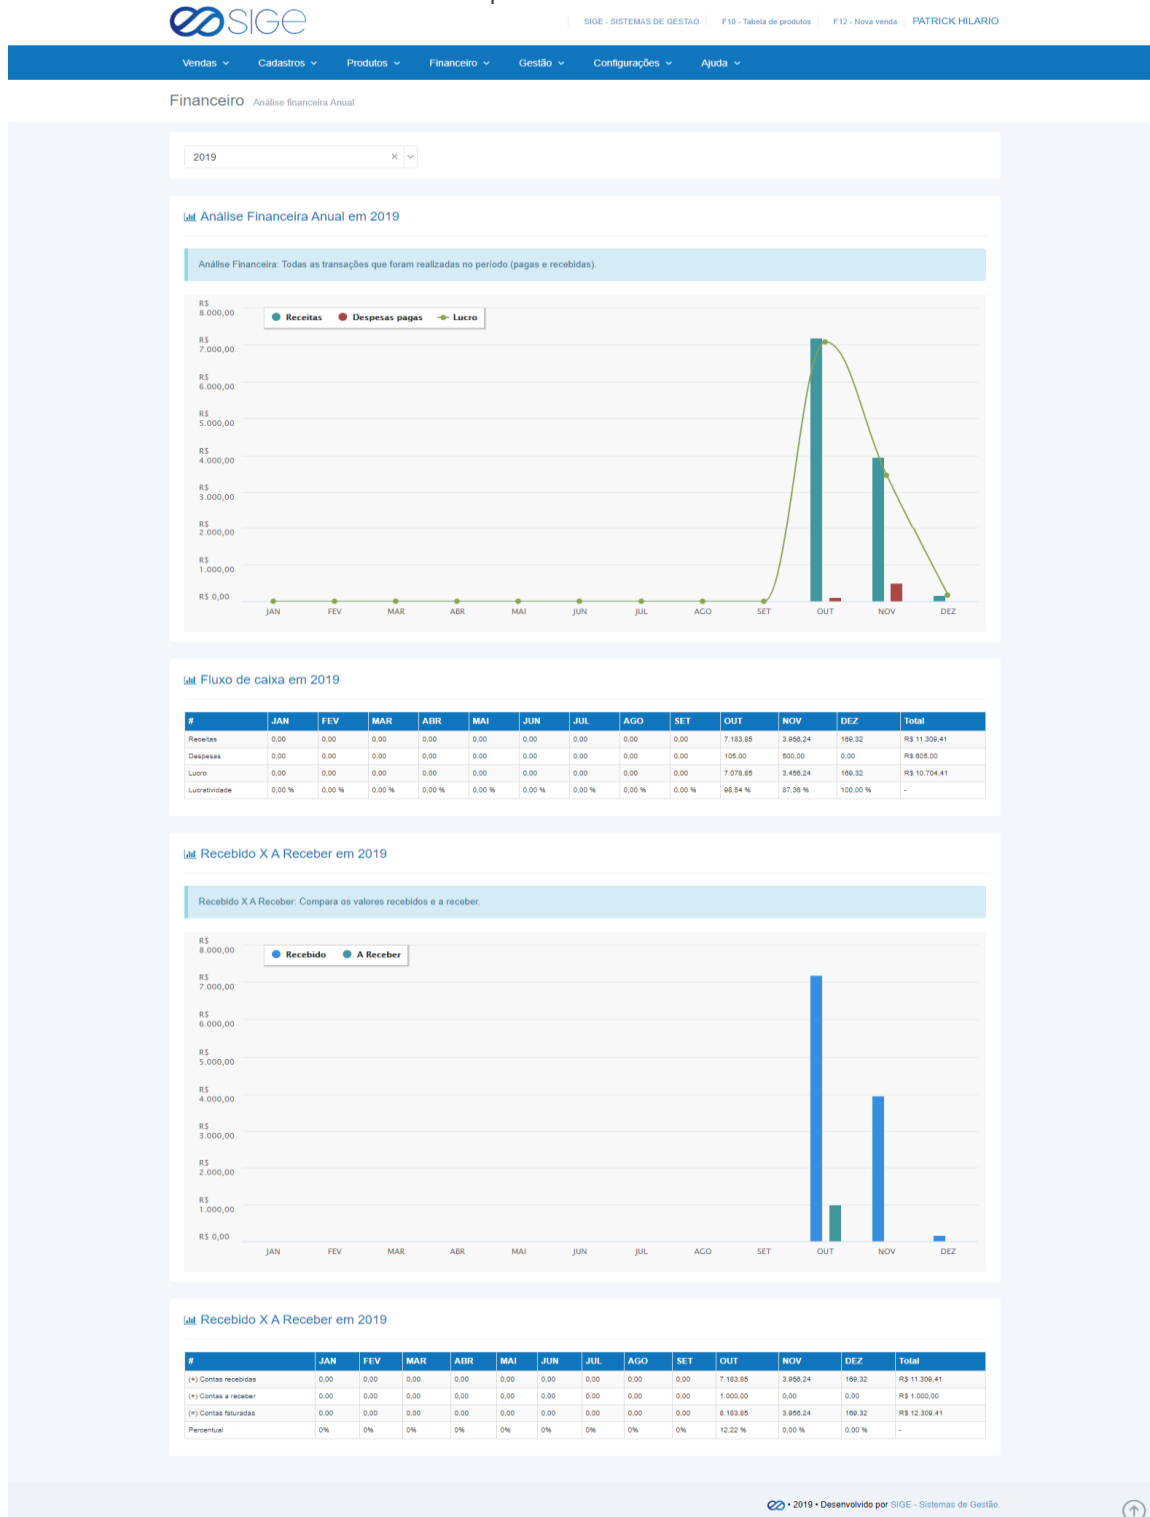 SIGE
SIGE - SISTEMAS DE GESTAO F10 - Tabela de produtos F12 - Nova venda PATRICK HILARIO
Vendas Cadastros Produtos Financeiro Gestão Configurações Ajuda
Financeiro Análise financeira Anual
2019
Análise Financeira Anual em 2019
Análise Financeira: Todas as transações que foram realizadas no período (pagas e recebidas).
Receitas Despesas pagas Lucro
R$ 8.000,00
R$ 7.000,00
R$ 6.000,00
R$ 5.000,00
R$ 4.000,00
R$ 3.000,00
R$ 2.000,00
R$ 1.000,00
R$ 0,00
JAN FEV MAR ABR MAI JUN JUL AGO SET OUT NOV DEZ
Fluxo de caixa em 2019
# JAN FEV MAR ABR MAI JUN JUL AGO SET OUT NOV DEZ Total
Receitas 0,00 0,00 0,00 0,00 0,00 0,00 0,00 0,00 0,00 7.183,85 3.956,24 169,32 R$ 11.309,41
Despesas 0,00 0,00 0,00 0,00 0,00 0,00 0,00 0,00 0,00 105,00 500,00 0,00 R$ 605,00
Lucro 0,00 0,00 0,00 0,00 0,00 0,00 0,00 0,00 0,00 7.078,85 3.456,24 169,32 R$ 10.704,41
Lucratividade 0,00 % 0,00 % 0,00 % 0,00 % 0,00 % 0,00 % 0,00 % 0,00 % 0,00 % 98,54 % 87,36 % 100,00 % -
Recebido X A Receber em 2019
Recebido X A Receber: Compara os valores recebidos e a receber.
Recebido A Receber
R$ 8.000,00
R$ 7.000,00
R$ 6.000,00
R$ 5.000,00
R$ 4.000,00
R$ 3.000,00
R$ 2.000,00
R$ 1.000,00
R$ 0,00
JAN FEV MAR ABR MAI JUN JUL AGO SET OUT NOV DEZ
Recebido X A Receber em 2019
# JAN FEV MAR ABR MAI JUN JUL AGO SET OUT NOV DEZ Total
(+) Contas recebidas 0,00 0,00 0,00 0,00 0,00 0,00 0,00 0,00 0,00 7.183,85 3.956,24 169,32 R$ 11.309,41
(+) Contas a receber 0,00 0,00 0,00 0,00 0,00 0,00 0,00 0,00 0,00 1.000,00 0,00 0,00 R$ 1.000,00
(=) Contas faturadas 0,00 0,00 0,00 0,00 0,00 0,00 0,00 0,00 0,00 8.183,85 3.956,24 169,32 R$ 12.309,41
Percentual 0% 0% 0% 0% 0% 0% 0% 0% 0% 12,22 % 0,00 % 0,00 % -
• 2019 • Desenvolvido por SIGE - Sistemas de Gestão.